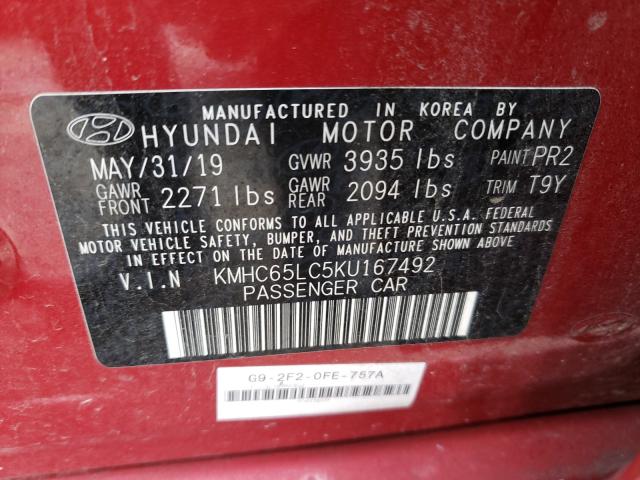 MANUFACTURED IN KOREA BY
HYUNDAI MOTOR COMPANY
MAY/31/19 GVWR 3935 lbs PAINT PR2
GAWR FRONT 2271 lbs GAWR REAR 2094 lbs TRIM T9Y
THIS VEHICLE CONFORMS TO ALL APPLICABLE U.S.A. FEDERAL
MOTOR VEHICLE SAFETY, BUMPER, AND THEFT PREVENTION STANDARDS
IN EFFECT ON THE DATE OF MANUFACTURE SHOWN ABOVE.
V.I.N KMHC65LC5KU167492
PASSENGER CAR
G9-2F2-0FE-757A